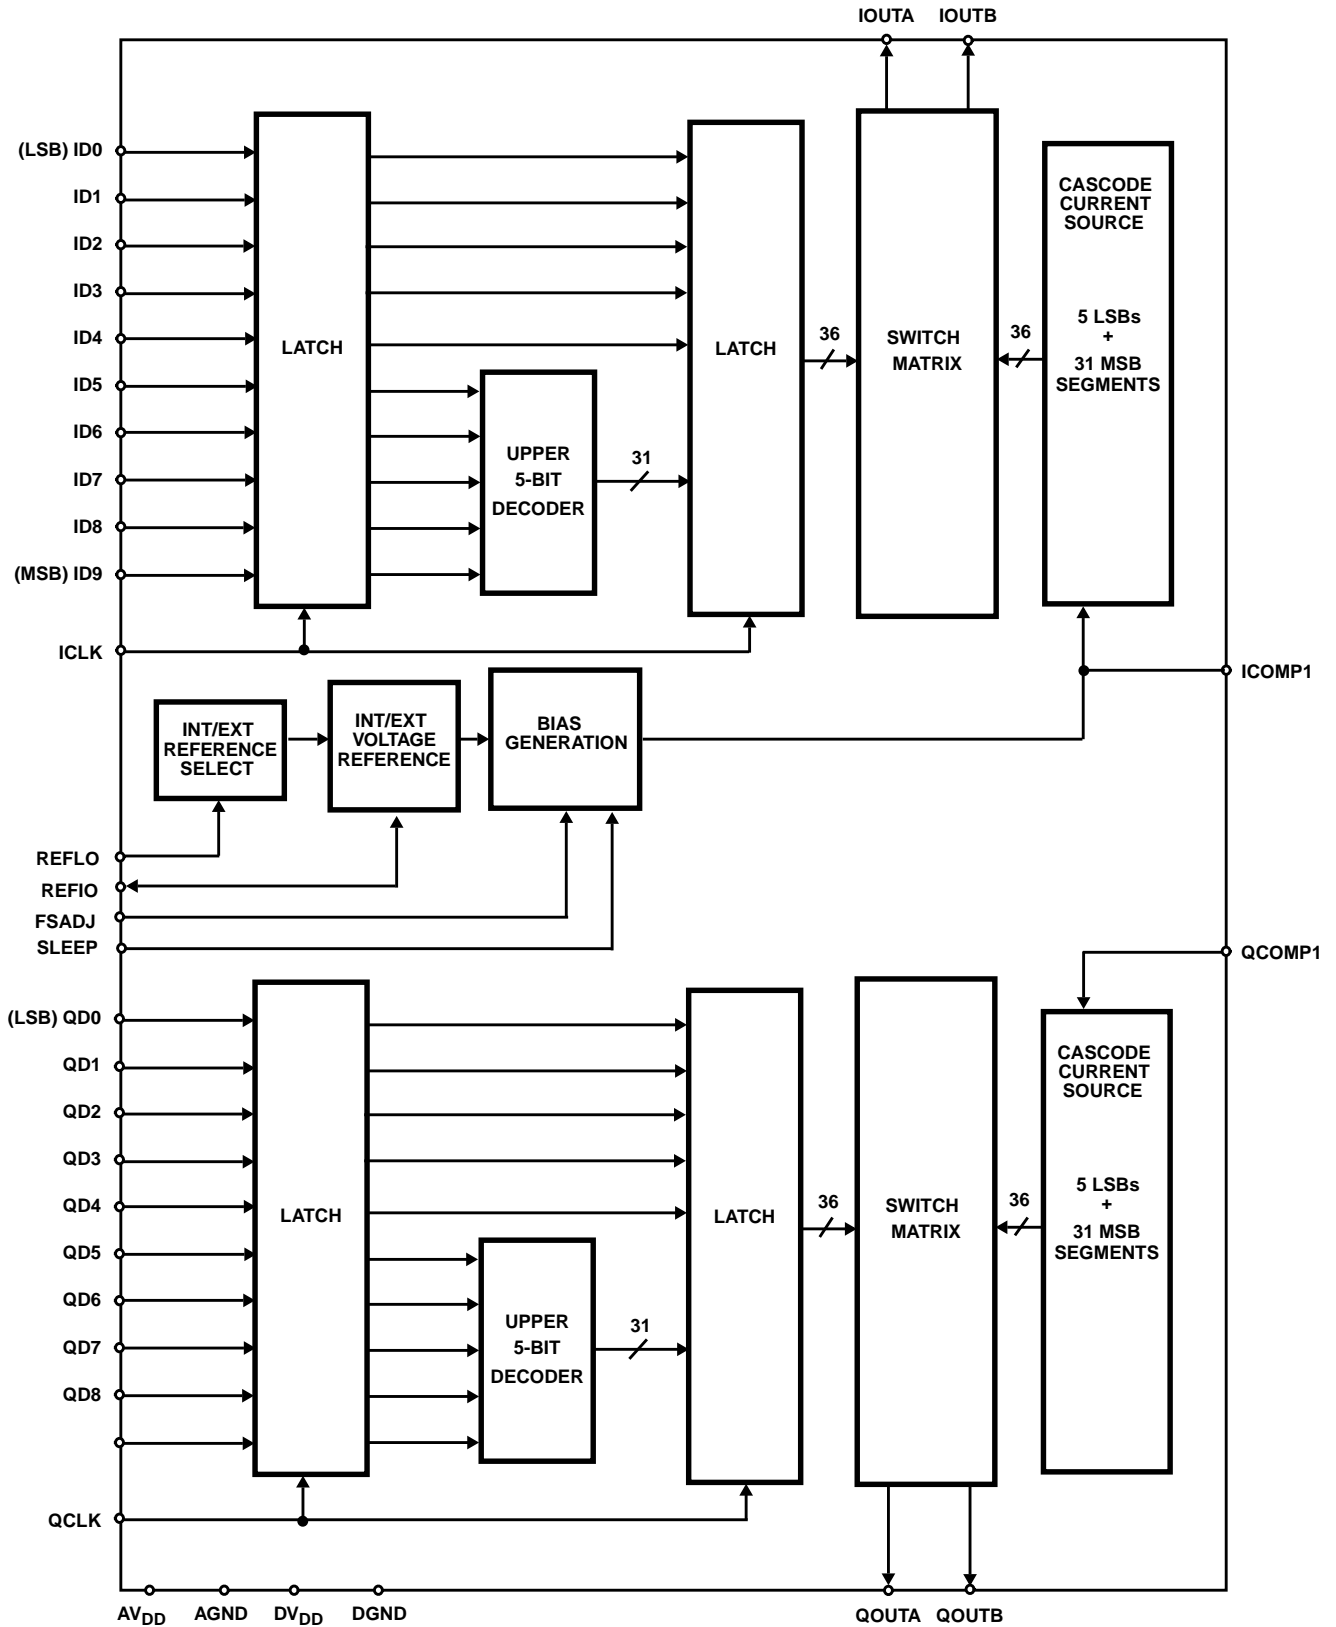 IOUTA IOUTB
(LSB) ID0
ID1
ID2
ID3
ID4
ID5
ID6
ID7
ID8
(MSB) ID9
ICLK
LATCH
UPPER
5-BIT
DECODER
31
LATCH
36
SWITCH
MATRIX
36
CASCODE
CURRENT
SOURCE
5 LSBs
+
31 MSB
SEGMENTS
ICOMP1
INT/EXT
REFERENCE
SELECT
INT/EXT
VOLTAGE
REFERENCE
BIAS
GENERATION
REFLO
REFIO
FSADJ
SLEEP
QCOMP1
(LSB) QD0
QD1
QD2
QD3
QD4
QD5
QD6
QD7
QD8
QCLK
LATCH
UPPER
5-BIT
DECODER
31
LATCH
36
SWITCH
MATRIX
36
CASCODE
CURRENT
SOURCE
5 LSBs
+
31 MSB
SEGMENTS
AVDD AGND DVDD DGND QOUTA QOUTB